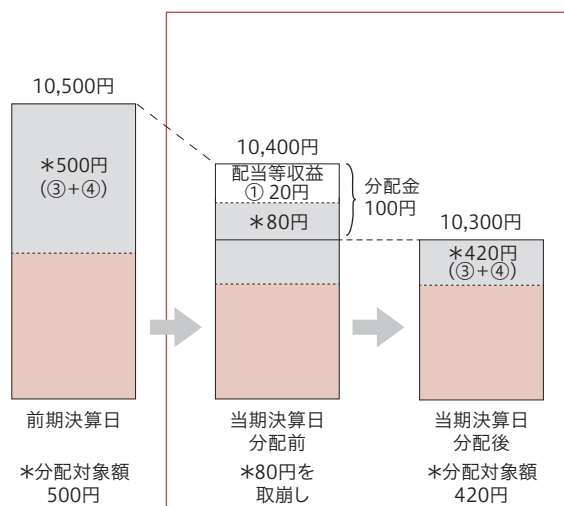 10,500円
*500円
(③+④)
前期決算日
*分配対象額
500円
10,400円
配当等収益
① 20円
*80円
分配金
100円
当期決算日
分配前
*80円を
取崩し
10,300円
*420円
(③+④)
当期決算日
分配後
*分配対象額
420円